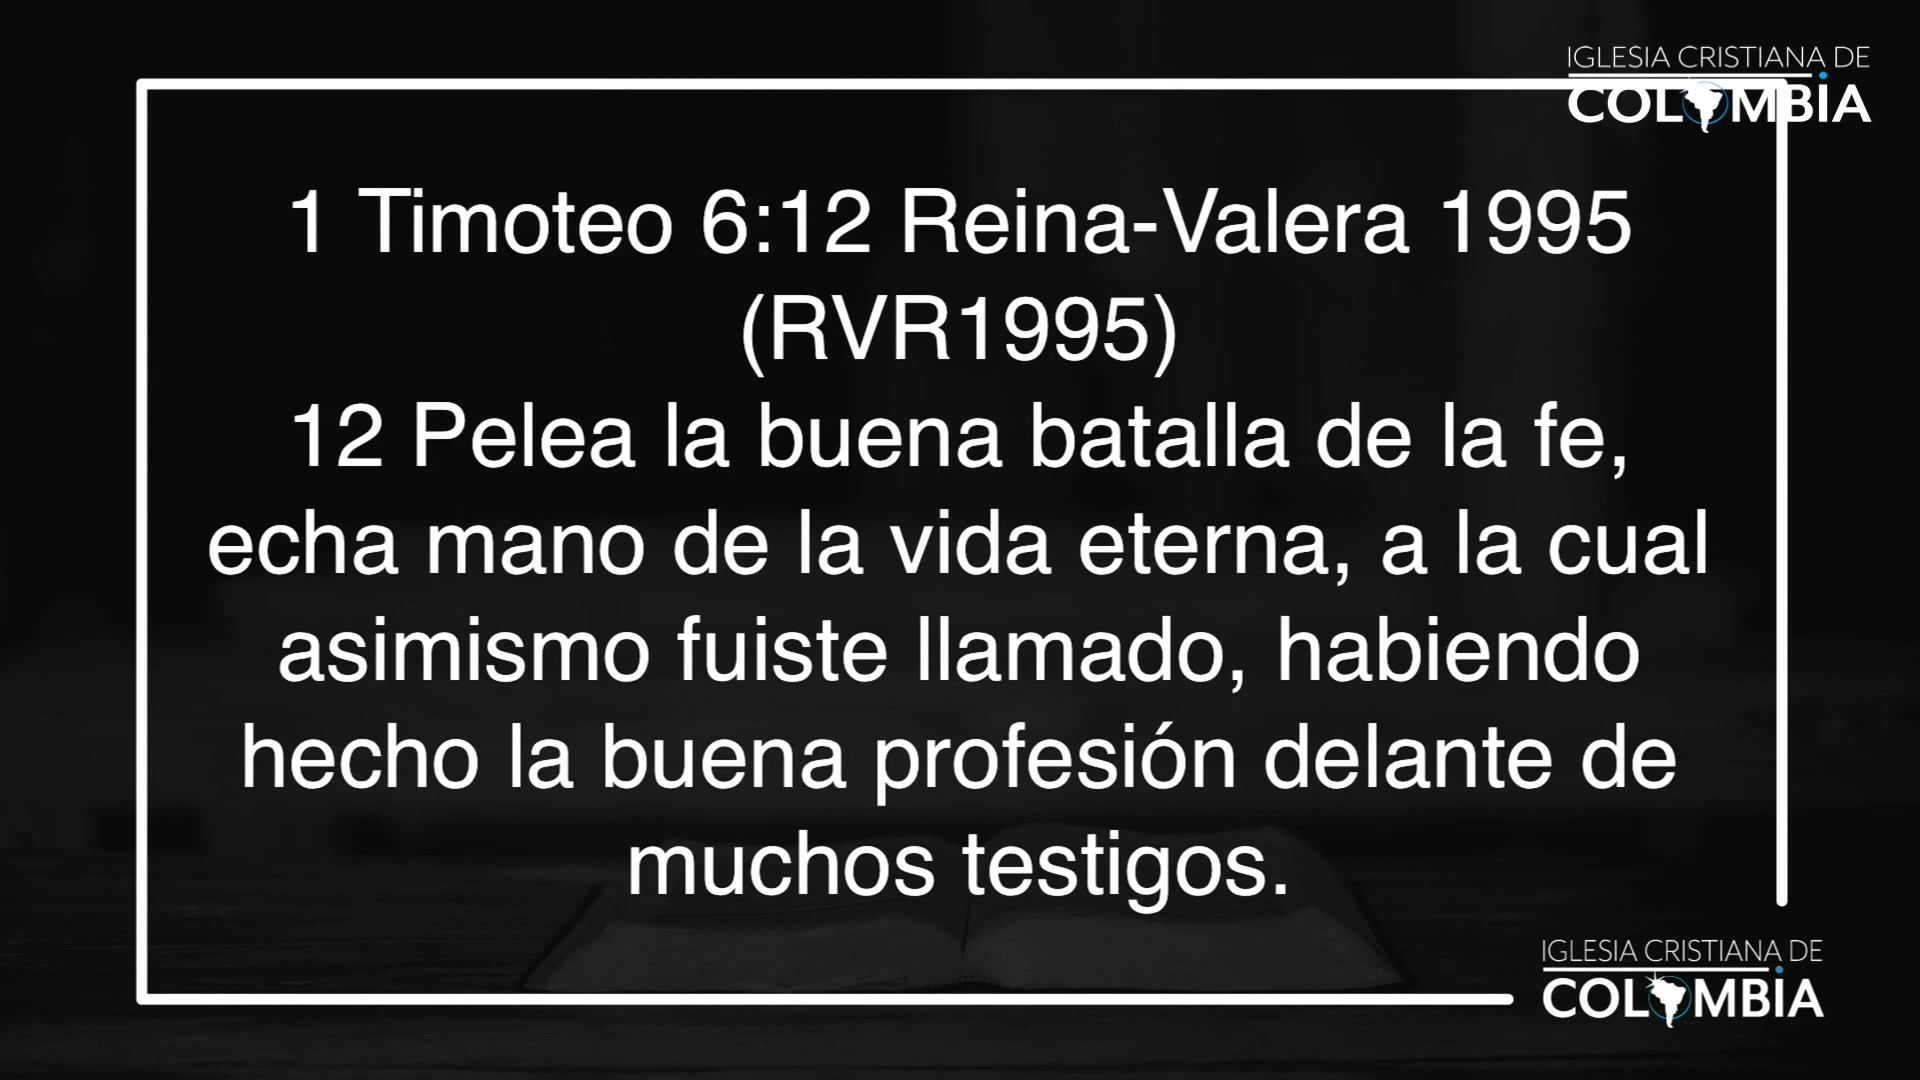 IGLESIA CRISTIANA DE
COLOMBIA
1 Timoteo 6:12 Reina-Valera 1995
(RVR1995)
12 Pelea la buena batalla de la fe,
echa mano de la vida eterna, a la cual
asimismo fuiste llamado, habiendo
hecho la buena profesión delante de
muchos testigos.
IGLESIA CRISTIANA DE
COLOMBIA